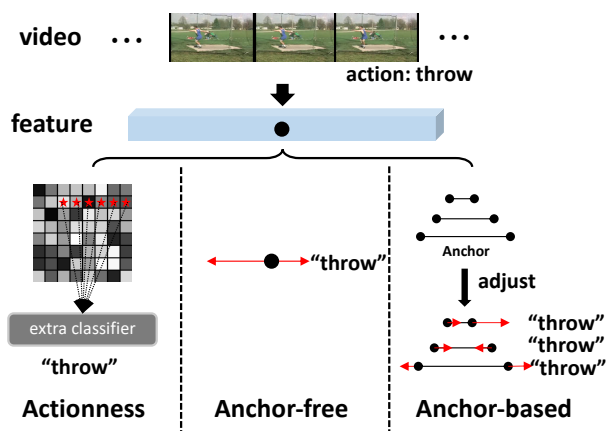 video ... ...
action: throw
feature
extra classifier
"throw"
Actionness
"throw"
Anchor-free
Anchor
adjust
"throw"
"throw"
"throw"
Anchor-based